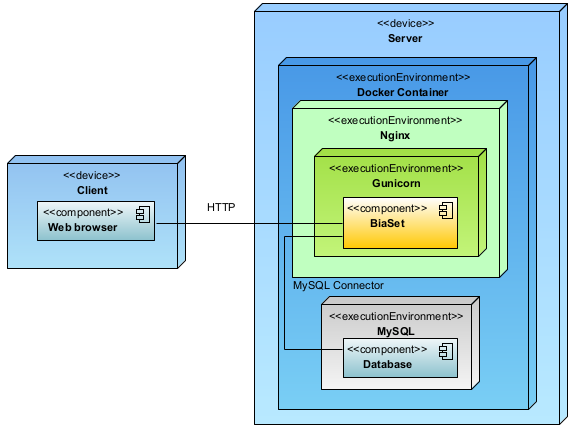 <<device>>
Server
<<executionEnvironment>>
Docker Container
<<executionEnvironment>>
Nginx
<<executionEnvironment>>
Gunicorn
<<component>>
BiaSet
<<device>>
Client
<<component>>
Web browser
HTTP
MySQL Connector
<<executionEnvironment>>
MySQL
<<component>>
Database